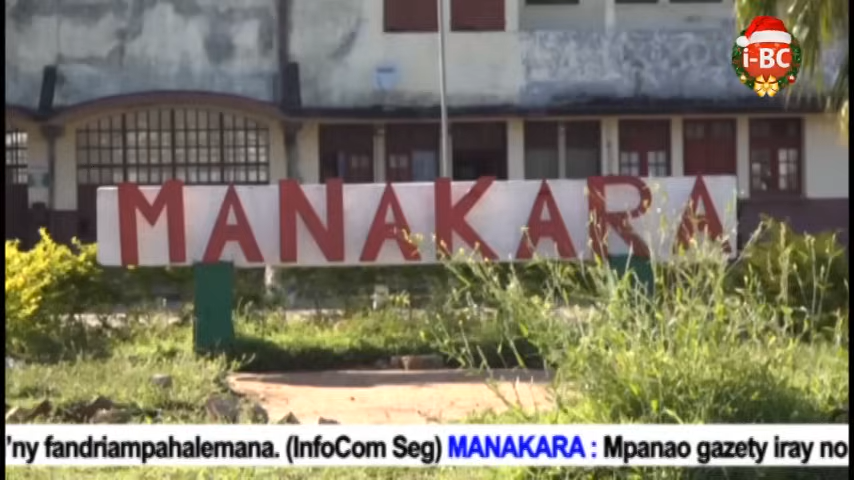 i-BC
MANAKARA
'ny fandriampahalemana. (InfoCom Seg) MANAKARA : Mpanao gazety iray no